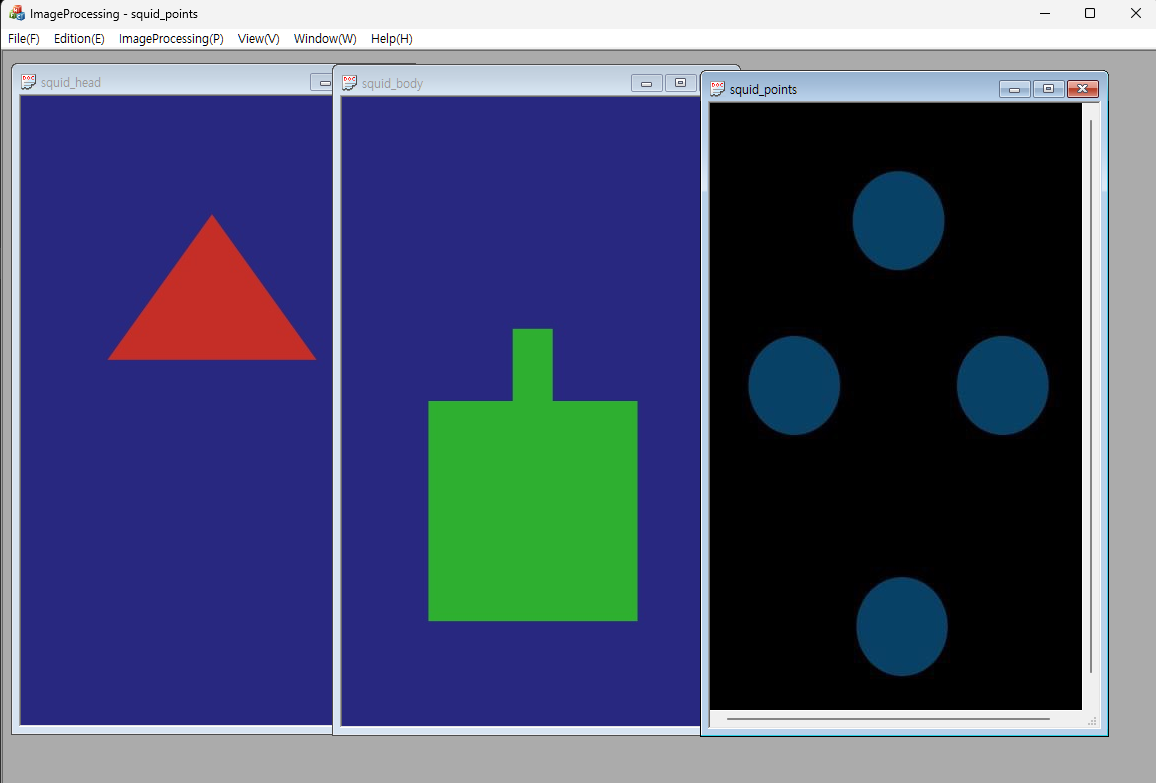 ImageProcessing - squid_points
File(F) Edition(E) ImageProcessing(P) View(V) Window(W) Help(H)
squid_head
squid_body
squid_points